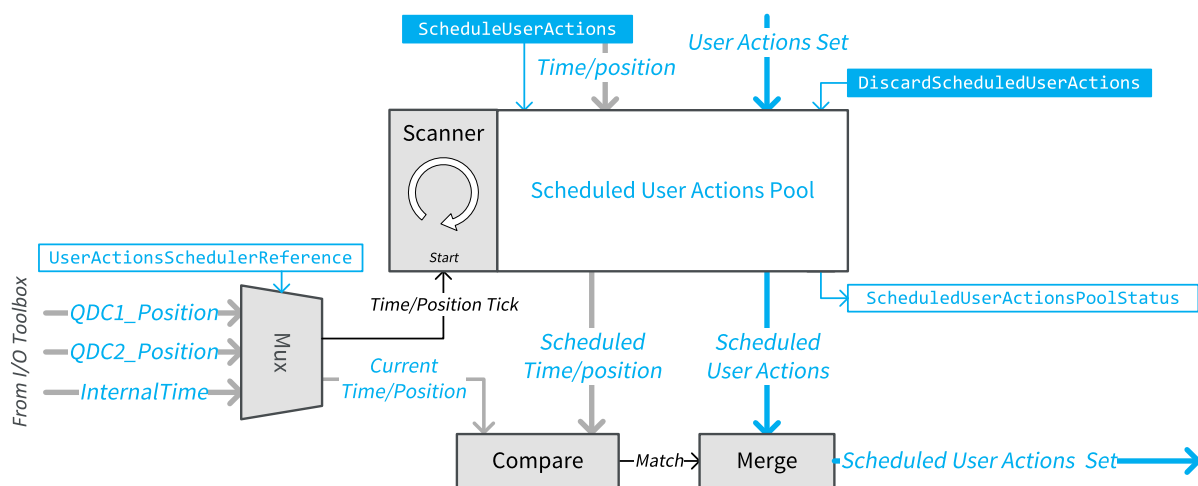 ScheduleUserActions
User Actions Set
Time/position
DiscardScheduledUserActions
Scanner
Scheduled User Actions Pool
Start
UserActionsSchedulerReference
From I/O Toolbox
QDC1_Position
QDC2_Position
InternalTime
Mux
Time/Position Tick
Current
Time/Position
ScheduledUserActionsPoolStatus
Scheduled
Time/position
Scheduled
User Actions
Compare
Match
Merge
Scheduled User Actions Set